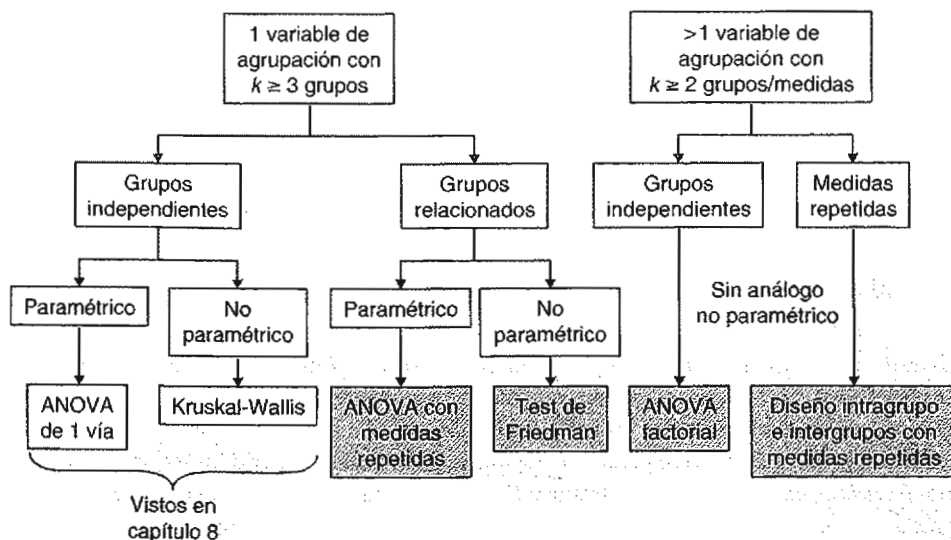 1 variable de
agrupación con
k ≥ 3 grupos
>1 variable de
agrupación con
k ≥ 2 grupos/medidas
Grupos
independientes
Grupos
relacionados
Grupos
independientes
Medidas
repetidas
Paramétrico
No
paramétrico
Paramétrico
No
paramétrico
Sin análogo
no paramétrico
ANOVA
de 1 vía
Kruskal-Wallis
ANOVA con
medidas
repetidas
Test de
Friedman
ANOVA
factorial
Diseño intragrupo
e intergrupos con
medidas repetidas
Vistos en
capítulo 8